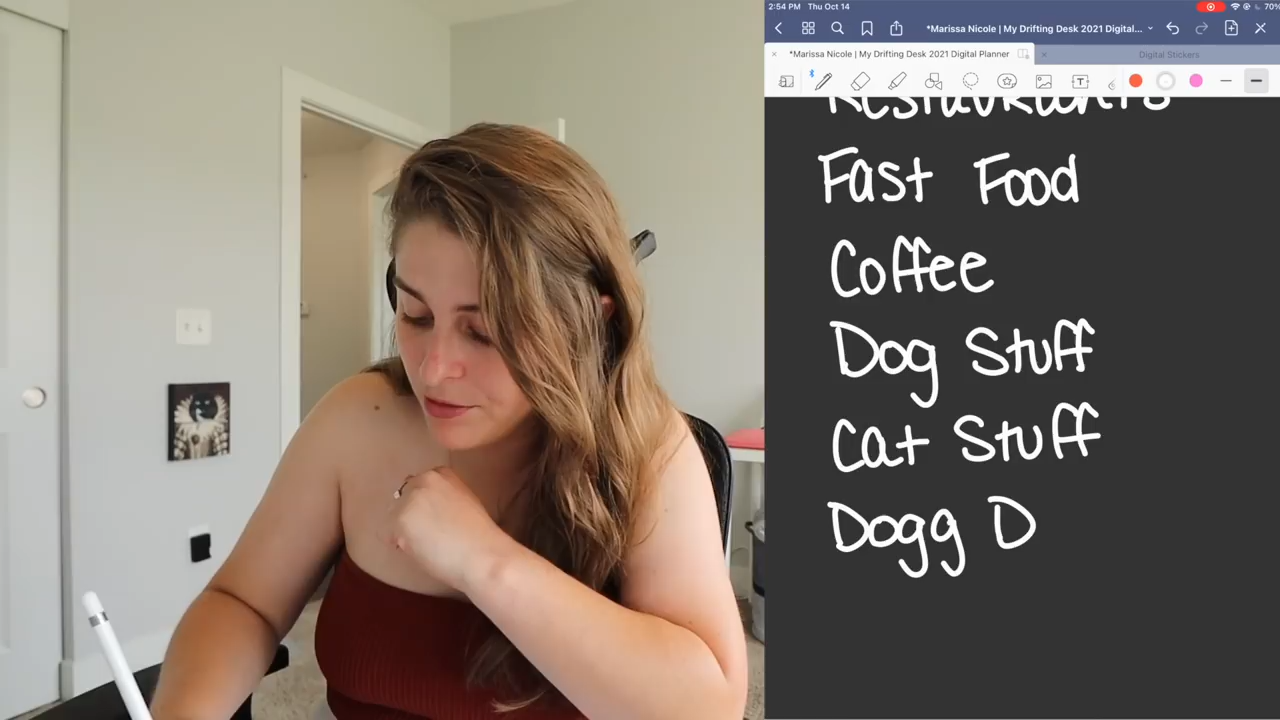 2:54 PM Thu Oct 14
70%
*Marissa Nicole | My Drifting Desk 2021 Digital...
*Marissa Nicole | My Drifting Desk 2021 Digital Planner
Digital Stickers
Restaurants
Fast Food
Coffee
Dog Stuff
Cat Stuff
Dogg D